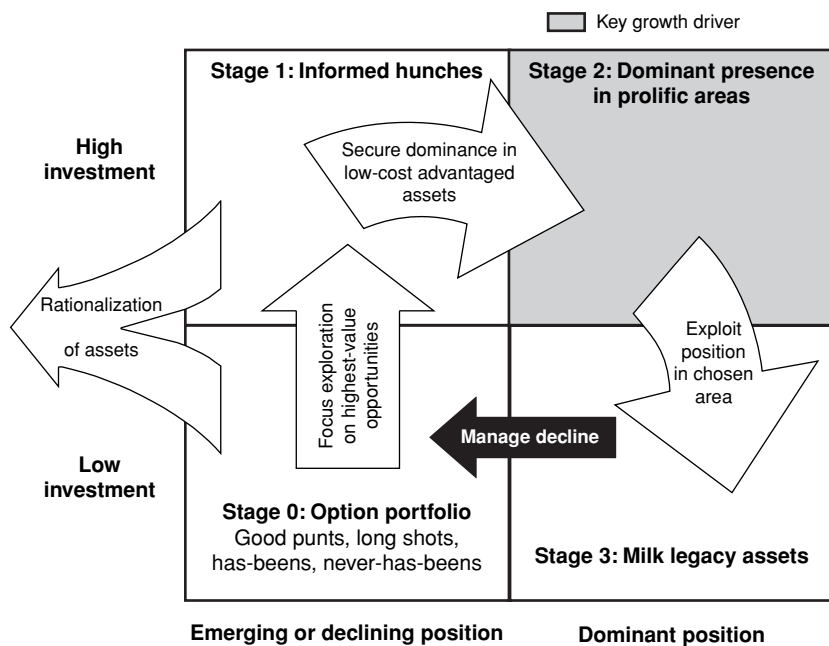 Key growth driver
Stage 1: Informed hunches
Stage 2: Dominant presence
in prolific areas
High
investment
Secure dominance in
low-cost advantaged
assets
Rationalization
of assets
Focus exploration
on highest-value
opportunities
Exploit
position
in chosen
area
Manage decline
Low
investment
Stage 0: Option portfolio
Good punts, long shots,
has-beens, never-has-beens
Stage 3: Milk legacy assets
Emerging or declining position
Dominant position